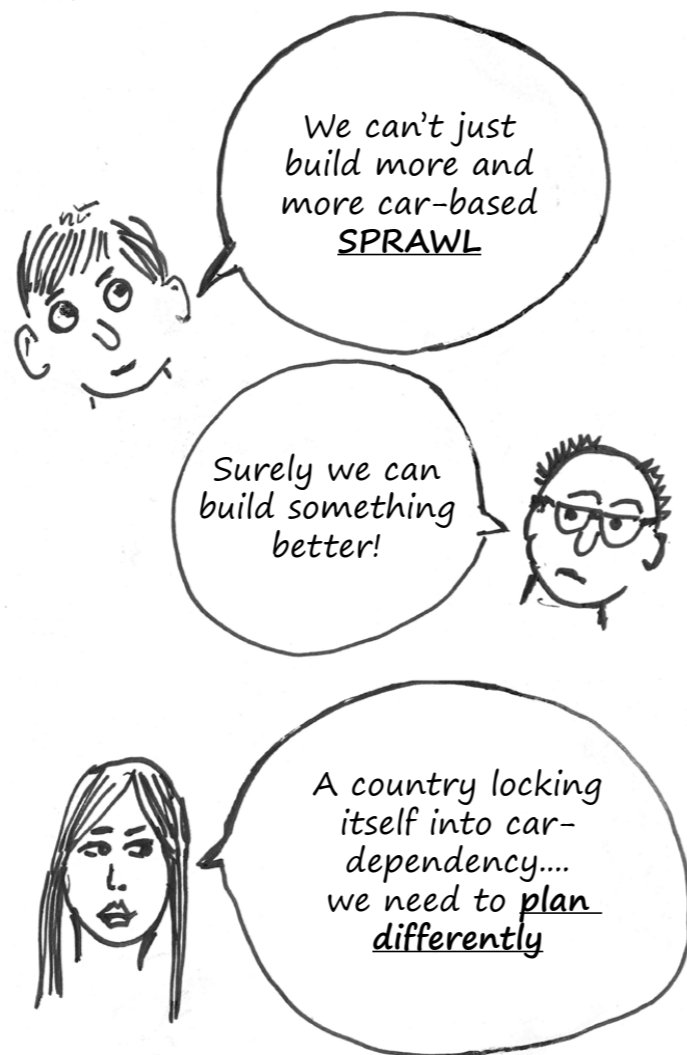 We can't just
build more and
more car-based
SPRAWL
Surely we can
build something
better!
A country locking
itself into car-
dependency....
we need to plan
differently